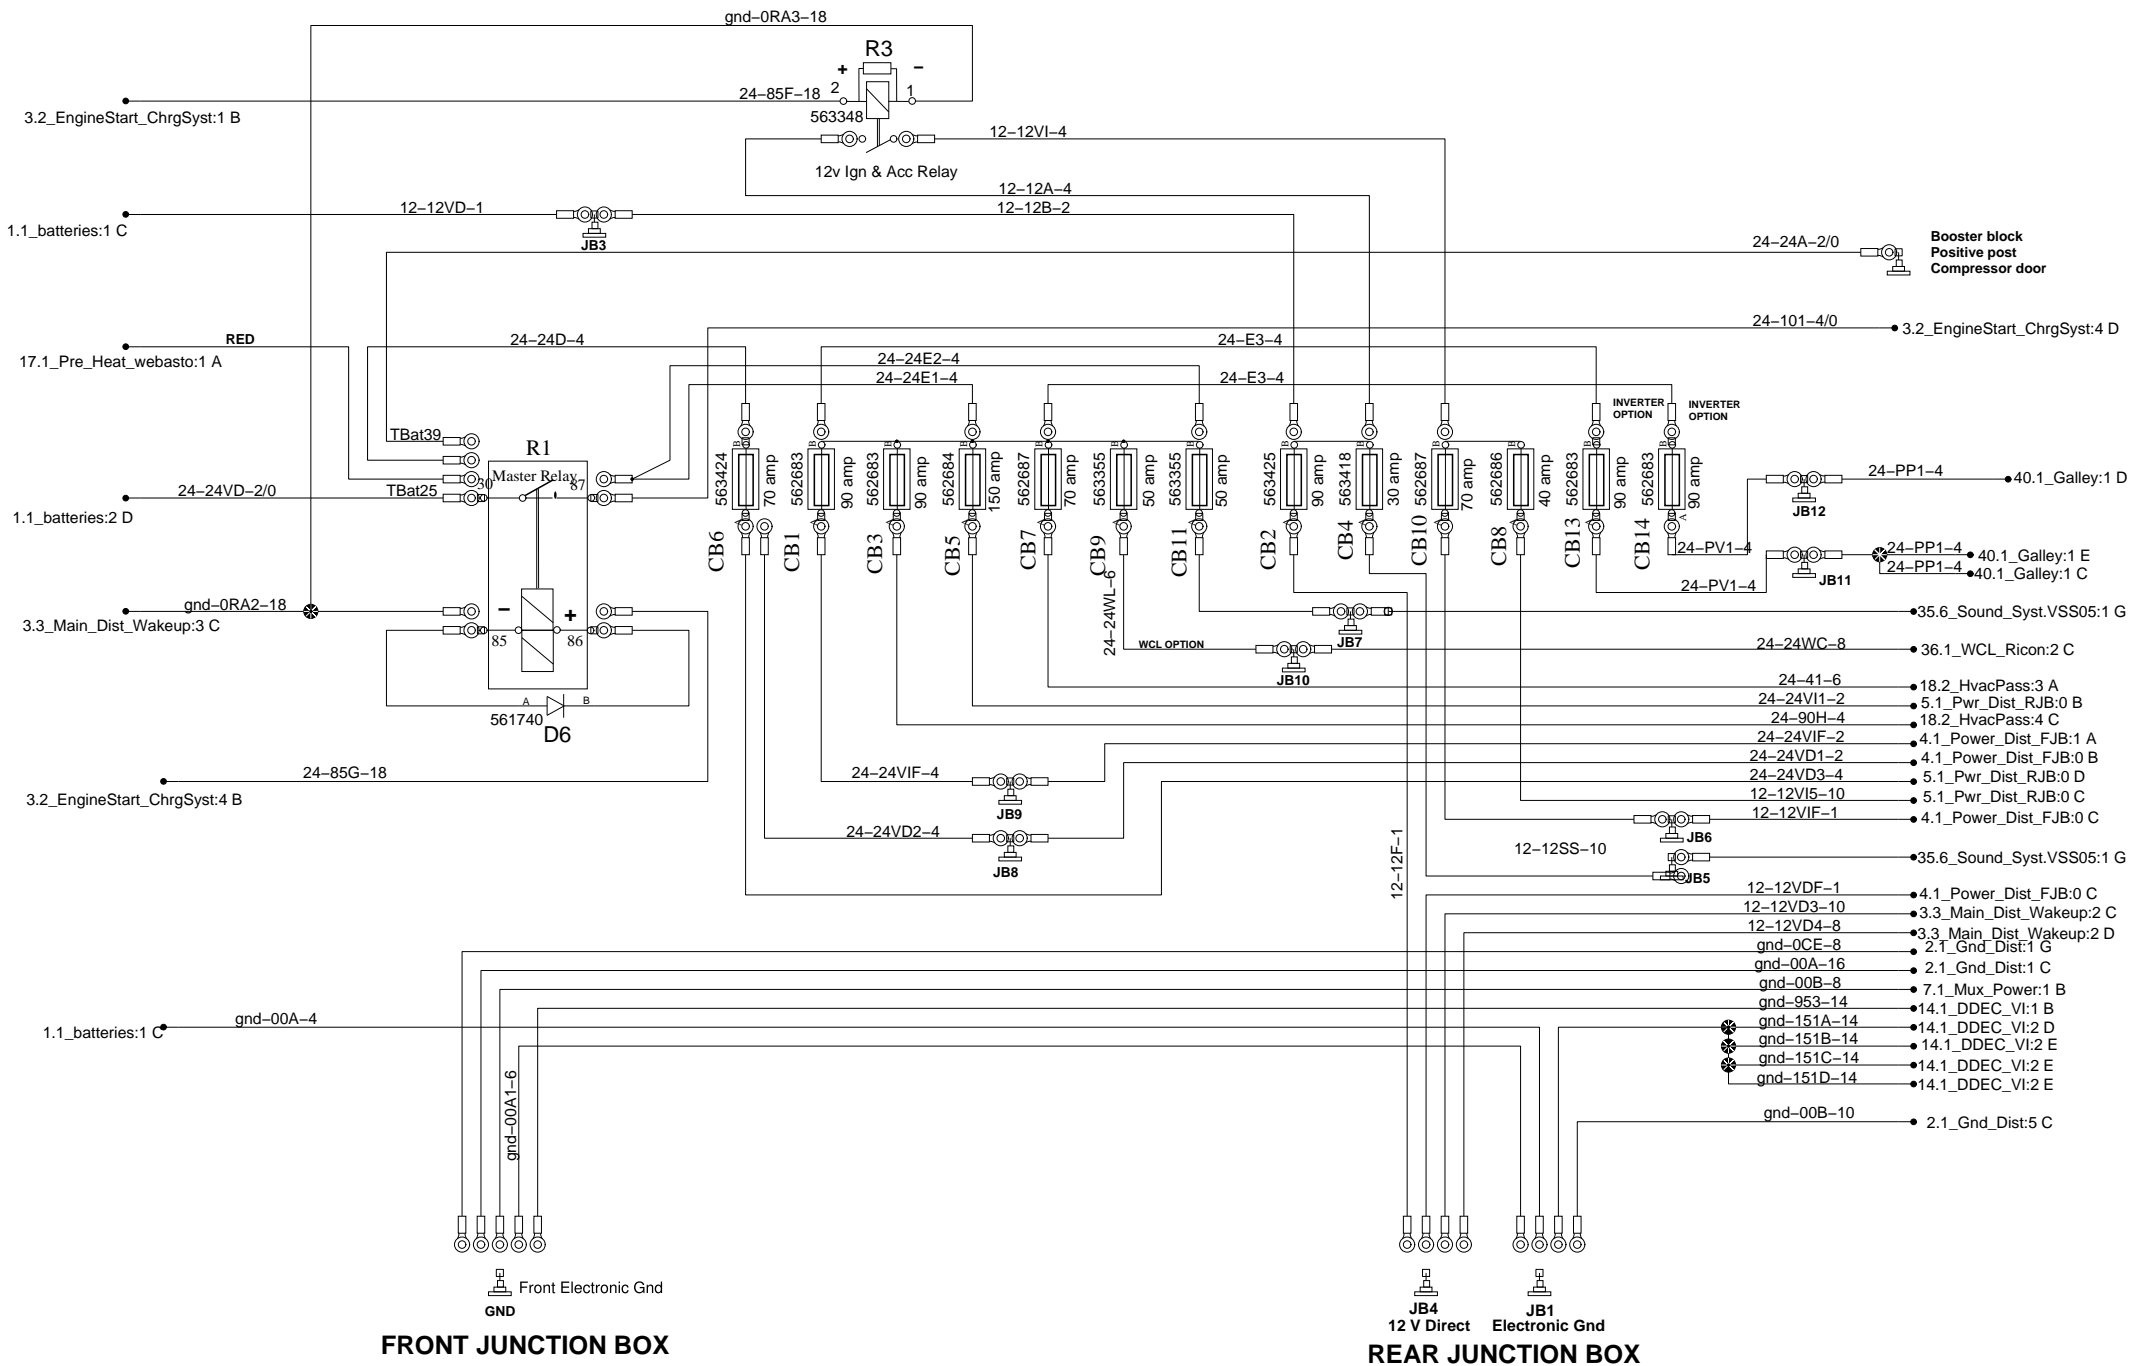 gnd-0RA3-18
R3
+ −
24-85F-18 2 1
3.2_EngineStart_ChrgSyst:1 B
563348
12-12VI-4
12v Ign & Acc Relay
12-12A-4
12-12VD-1
12-12B-2
1.1_batteries:1 C
JB3
24-24A-2/0
Booster block
Positive post
Compressor door
24-101-4/0
3.2_EngineStart_ChrgSyst:4 D
RED
17.1_Pre_Heat_webasto:1 A
24-24D-4
24-E3-4
24-24E2-4
24-24E1-4
24-E3-4
INVERTER
OPTION
INVERTER
OPTION
TBat39
R1
Master Relay
30
87
TBat25
24-24VD-2/0
1.1_batteries:2 D
B
563424
70 amp
A
CB6
B
562683
90 amp
A
CB1
B
562683
90 amp
A
CB3
B
562684
150 amp
A
CB5
B
562687
70 amp
A
CB7
B
563355
50 amp
A
CB9
B
563355
50 amp
A
CB11
B
563425
90 amp
A
CB2
B
563418
30 amp
A
CB4
B
562687
70 amp
A
CB10
B
562686
40 amp
A
CB8
B
562683
90 amp
A
CB13
B
562683
90 amp
A
CB14
24-PP1-4
40.1_Galley:1 D
JB12
24-PV1-4
24-PP1-4
40.1_Galley:1 E
24-PP1-4
40.1_Galley:1 C
JB11
24-PV1-4
gnd-0RA2-18
3.3_Main_Dist_Wakeup:3 C
− +
85 86
A B
561740
D6
24-24WL-6
WCL OPTION
JB7
35.6_Sound_Syst.VSS05:1 G
JB10
24-24WC-8
36.1_WCL_Ricon:2 C
24-41-6
18.2_HvacPass:3 A
24-24VI1-2
5.1_Pwr_Dist_RJB:0 B
24-90H-4
18.2_HvacPass:4 C
24-24VIF-2
4.1_Power_Dist_FJB:1 A
24-24VD1-2
4.1_Power_Dist_FJB:0 B
24-24VD3-4
5.1_Pwr_Dist_RJB:0 D
12-12VI5-10
5.1_Pwr_Dist_RJB:0 C
12-12VIF-1
4.1_Power_Dist_FJB:0 C
24-85G-18
3.2_EngineStart_ChrgSyst:4 B
24-24VIF-4
JB9
24-24VD2-4
JB8
JB6
12-12F-1
12-12SS-10
35.6_Sound_Syst.VSS05:1 G
JB5
12-12VDF-1
4.1_Power_Dist_FJB:0 C
12-12VD3-10
3.3_Main_Dist_Wakeup:2 C
12-12VD4-8
3.3_Main_Dist_Wakeup:2 D
gnd-0CE-8
2.1_Gnd_Dist:1 G
gnd-00A-16
2.1_Gnd_Dist:1 C
gnd-00B-8
7.1_Mux_Power:1 B
gnd-953-14
14.1_DDEC_VI:1 B
gnd-00A-4
1.1_batteries:1 C
gnd-151A-14
14.1_DDEC_VI:2 D
gnd-151B-14
14.1_DDEC_VI:2 E
gnd-151C-14
14.1_DDEC_VI:2 E
gnd-151D-14
14.1_DDEC_VI:2 E
gnd-00A1-6
gnd-00B-10
2.1_Gnd_Dist:5 C
Front Electronic Gnd
GND
JB4
12 V Direct
JB1
Electronic Gnd
FRONT JUNCTION BOX
REAR JUNCTION BOX